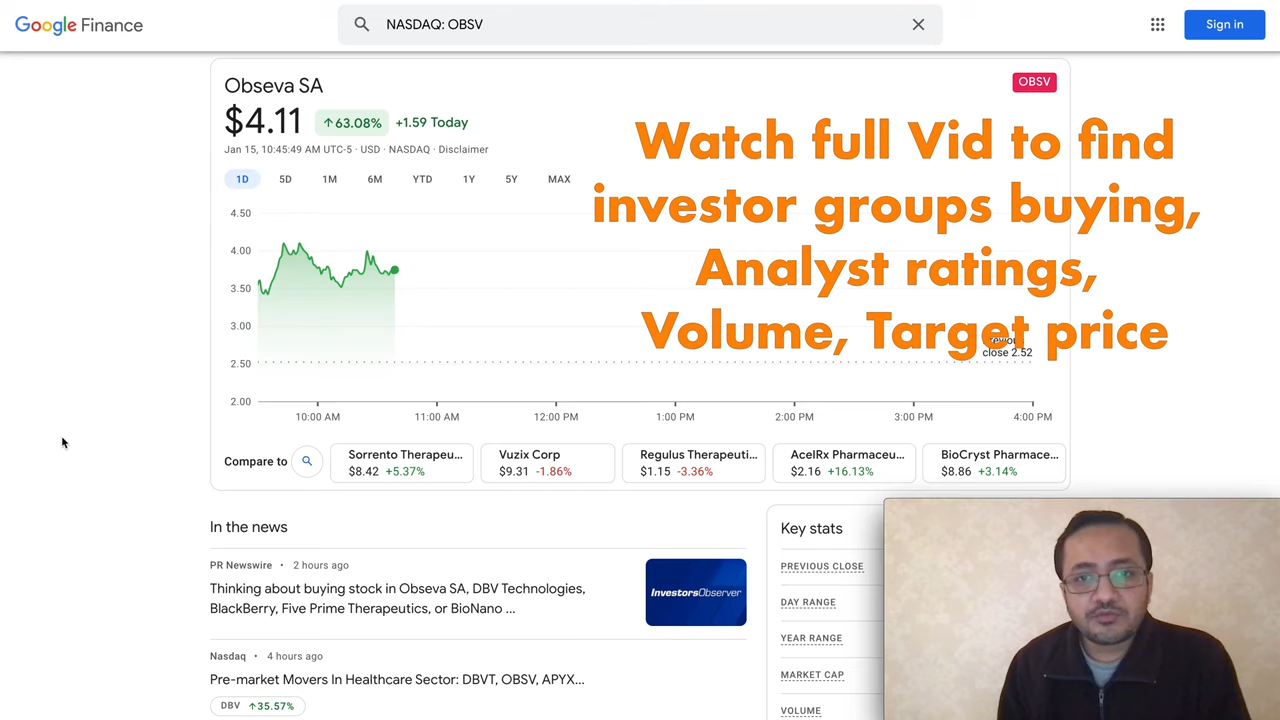 Google Finance
NASDAQ: OBSV
Sign in
Obseva SA
OBSV
$4.11 ↑63.08% +1.59 Today
Jan 15, 10:45:49 AM UTC-5 · USD · NASDAQ · Disclaimer
1D 5D 1M 6M YTD 1Y 5Y MAX
Watch full Vid to find
investor groups buying,
Analyst ratings,
Volume, Target price
4.50
4.00
3.50
3.00
2.50
2.00
close 2.52
10:00 AM 11:00 AM 12:00 PM 1:00 PM 2:00 PM 3:00 PM 4:00 PM
Compare to
Sorrento Therapeu...
$8.42 +5.37%
Vuzix Corp
$9.31 -1.86%
Regulus Therapeuti...
$1.15 -3.36%
AcelRx Pharmaceu...
$2.16 +16.13%
BioCryst Pharmace...
$8.86 +3.14%
In the news
PR Newswire • 2 hours ago
Thinking about buying stock in Obseva SA, DBV Technologies,
BlackBerry, Five Prime Therapeutics, or BioNano ...
InvestorsObserver
Nasdaq • 4 hours ago
Pre-market Movers In Healthcare Sector: DBVT, OBSV, APYX...
DBV ↑35.57%
Key stats
PREVIOUS CLOSE
DAY RANGE
YEAR RANGE
MARKET CAP
VOLUME